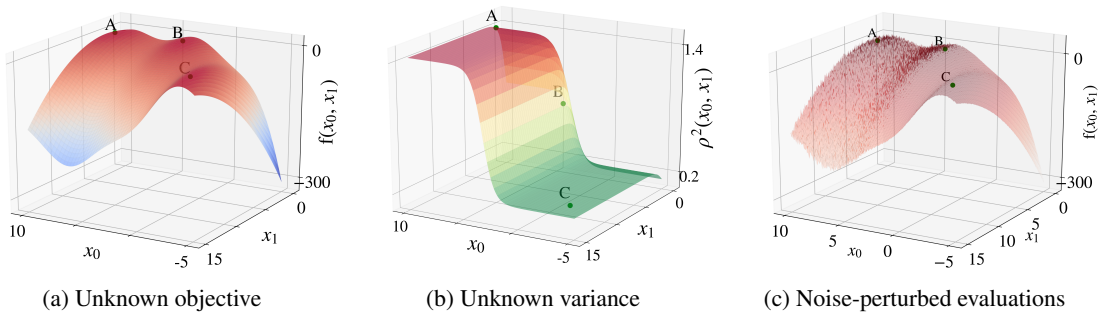 A
B
C
0
f(x₀, x₁)
−300
0
10
x₀
-5
15
x₁
(a) Unknown objective
A
B
C
1.4
ρ²(x₀, x₁)
0.2
0
10
x₀
-5
15
x₁
(b) Unknown variance
A
B
C
0
f(x₀, x₁)
−300
0
5
10
15
x₁
10
5
0
−5
x₀
(c) Noise-perturbed evaluations